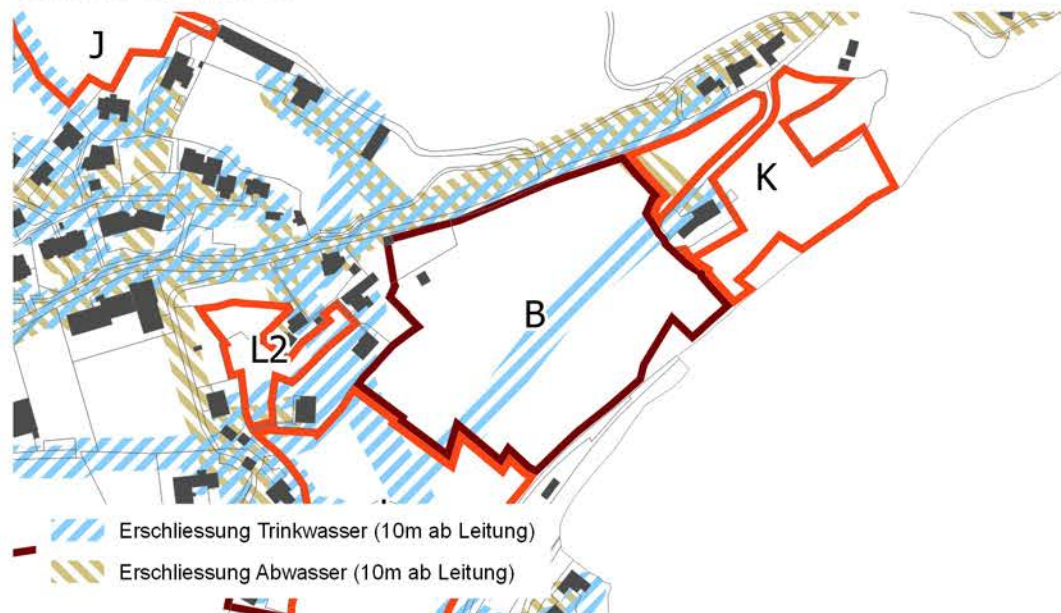 J
K
B
L2
Erschliessung Trinkwasser (10m ab Leitung)
Erschliessung Abwasser (10m ab Leitung)